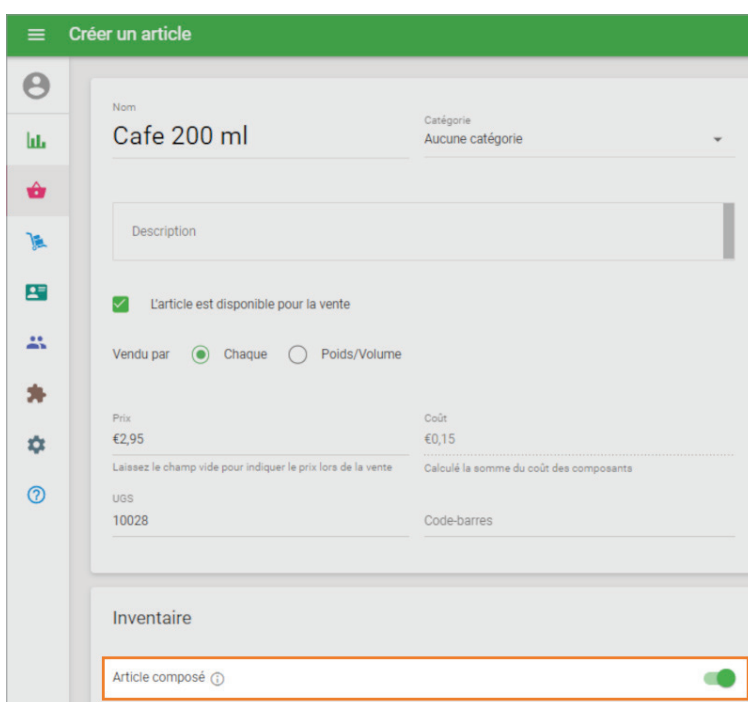 Créer un article
Nom
Cafe 200 ml
Catégorie
Aucune catégorie
Description
L'article est disponible pour la vente
Vendu par Chaque Poids/Volume
Prix
€2,95
Laissez le champ vide pour indiquer le prix lors de la vente
Coût
€0,15
Calculé la somme du coût des composants
UGS
10028
Code-barres
Inventaire
Article composé